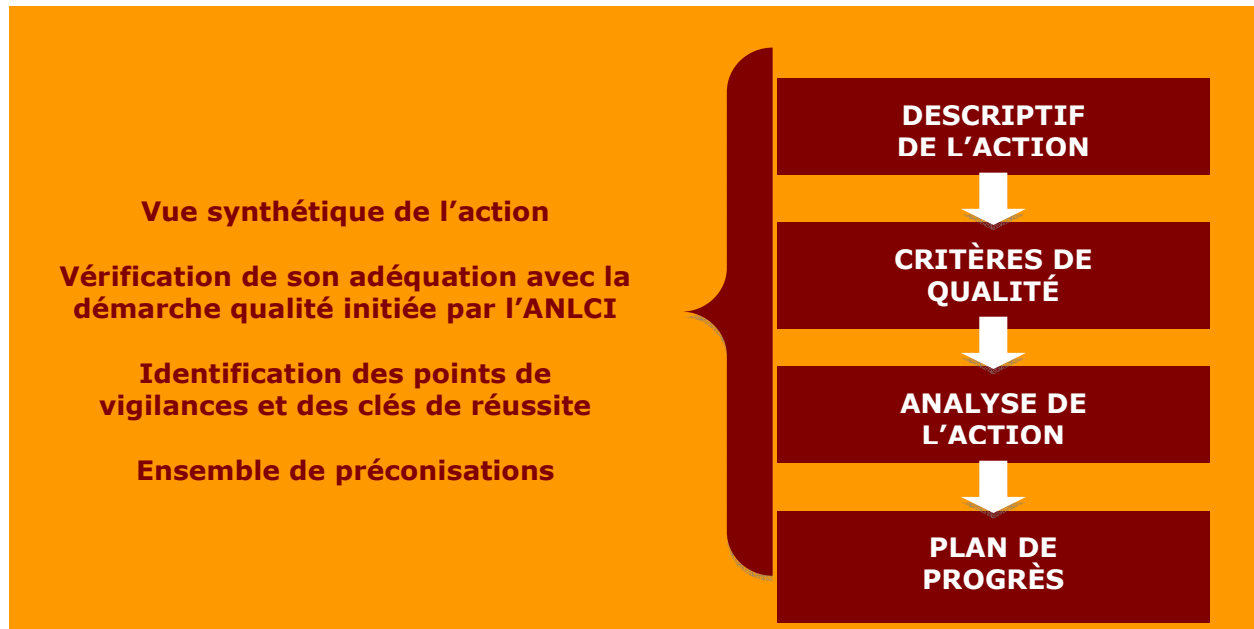 Vue synthétique de l’action
Vérification de son adéquation avec la
démarche qualité initiée par l’ANLCI
Identification des points de
vigilances et des clés de réussite
Ensemble de préconisations
DESCRIPTIF
DE L’ACTION
CRITÈRES DE
QUALITÉ
ANALYSE DE
L’ACTION
PLAN DE
PROGRÈS